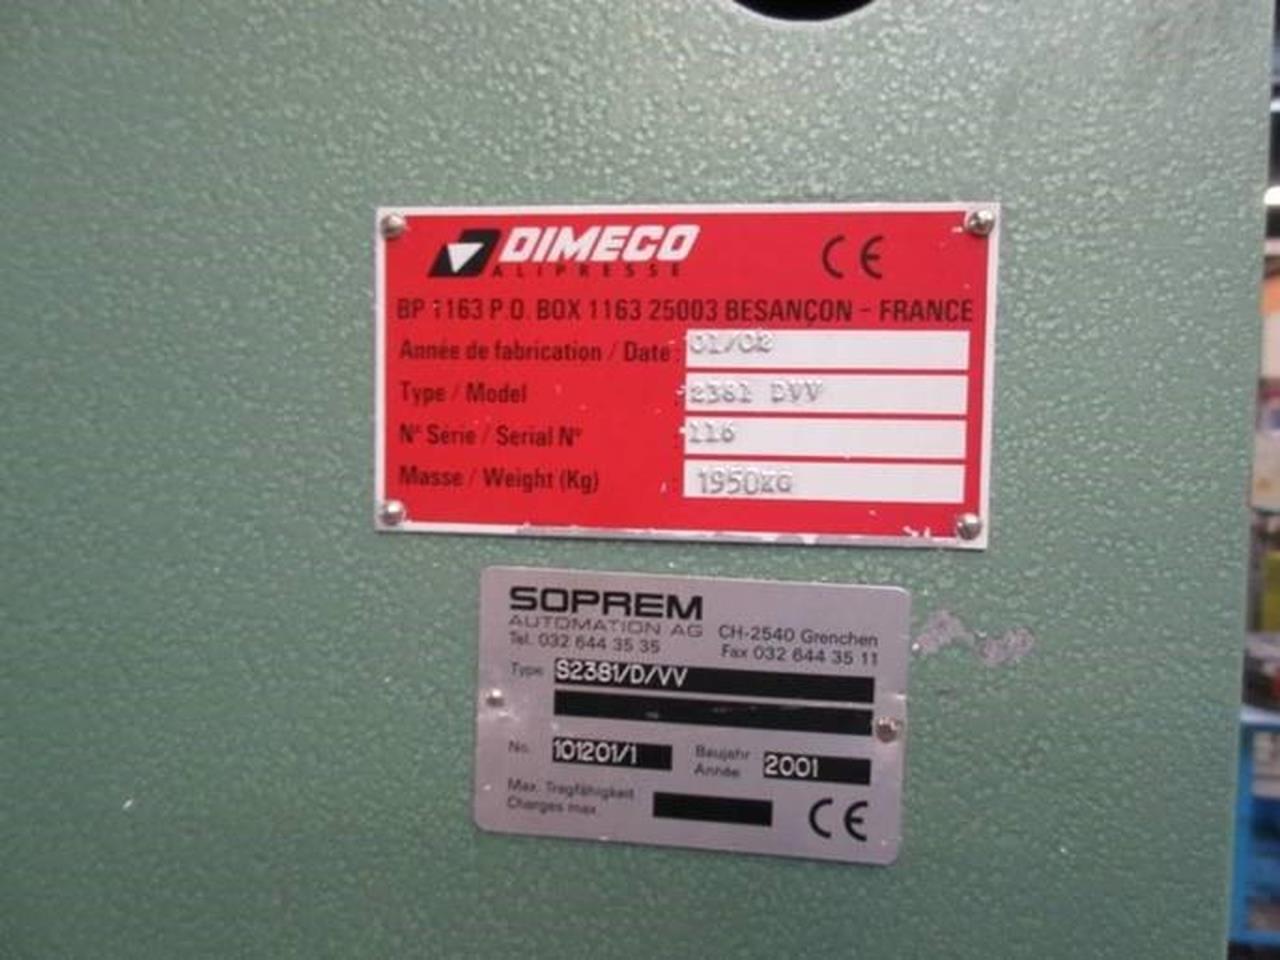 DIMECO
ALIPRESSE
CE
BP 1163 P.O. BOX 1163 25003 BESANÇON - FRANCE
Année de fabrication / Date : 01/02
Type / Model : 2381 DVV
N° Série / Serial N° : 116
Masse / Weight (Kg) : 1950KG
SOPREM
AUTOMATION AG CH-2540 Grenchen
Tel. 032 644 35 35 Fax 032 644 35 11
Type S2381/D/VV
No. 101201/1 Baujahr Année 2001
Max. Tragfähigkeit
Charges max.
CE